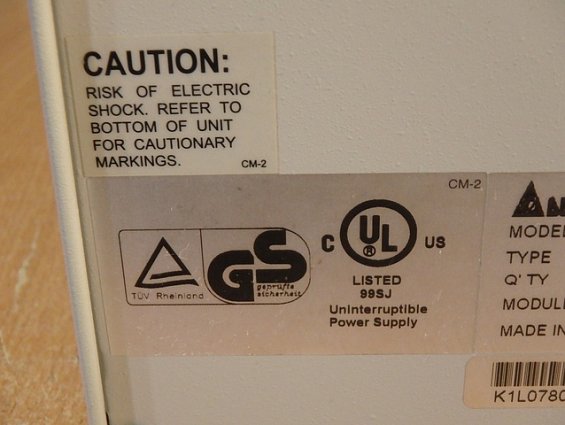 CAUTION:
RISK OF ELECTRIC
SHOCK. REFER TO
BOTTOM OF UNIT
FOR CAUTIONARY
MARKINGS.
CM-2
CM-2
TÜV Rheinland
GS
geprüfte
sicherheit
C UL US
®
LISTED
99SJ
Uninterruptible
Power Supply
MODEL
TYPE
Q' TY
MODULE
MADE IN
K1L0780